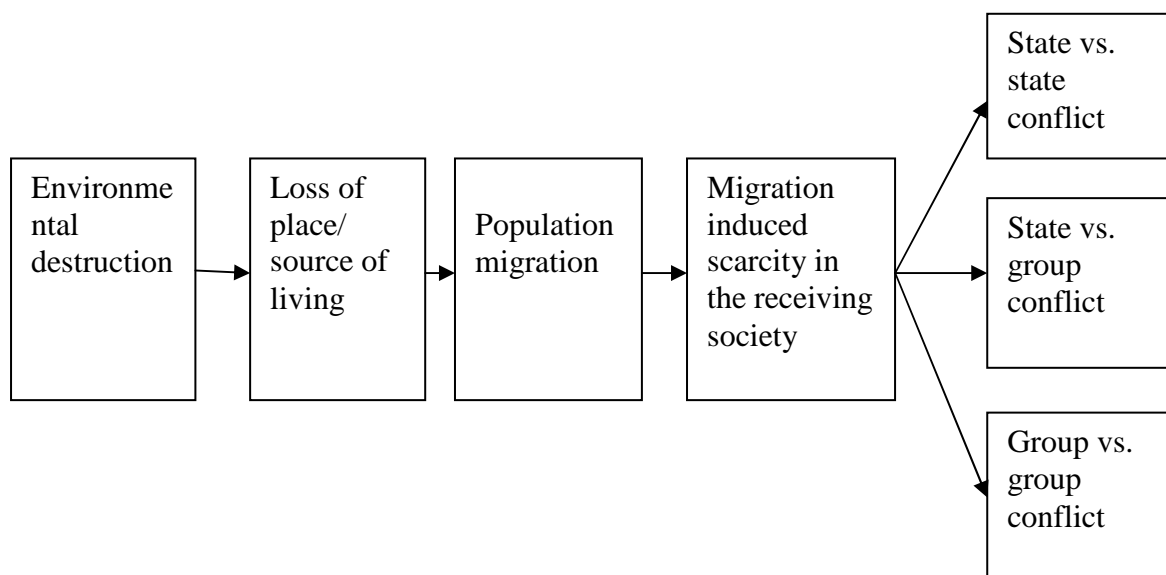 Environme
ntal
destruction
Loss of
place/
source of
living
Population
migration
Migration
induced
scarcity in
the receiving
society
State vs.
state
conflict
State vs.
group
conflict
Group vs.
group
conflict